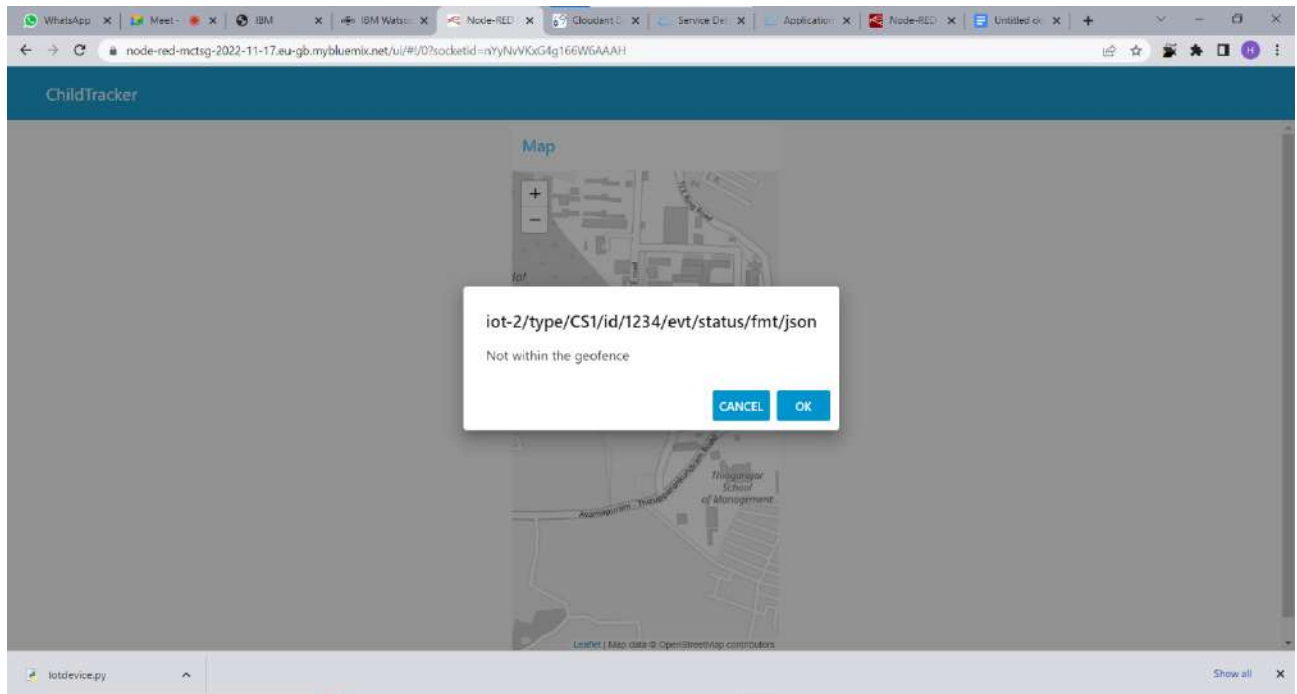 WhatsApp
Meet -
IBM
IBM Watso
Node-RED
Cloudant
Service De
Application
Node-RED
Untitled
node-red-mctsg-2022-11-17.eu-gb.mybluemix.net/ui/#!/0?socketid=nYyNvVKxG4g166W6AAAH
H
ChildTracker
Map
+
−
iot-2/type/CS1/id/1234/evt/status/fmt/json
Not within the geofence
CANCEL OK
Thiagarajar
School
of Management
Leaflet | Map data © OpenStreetMap contributors
Iotdevice.py
Show all